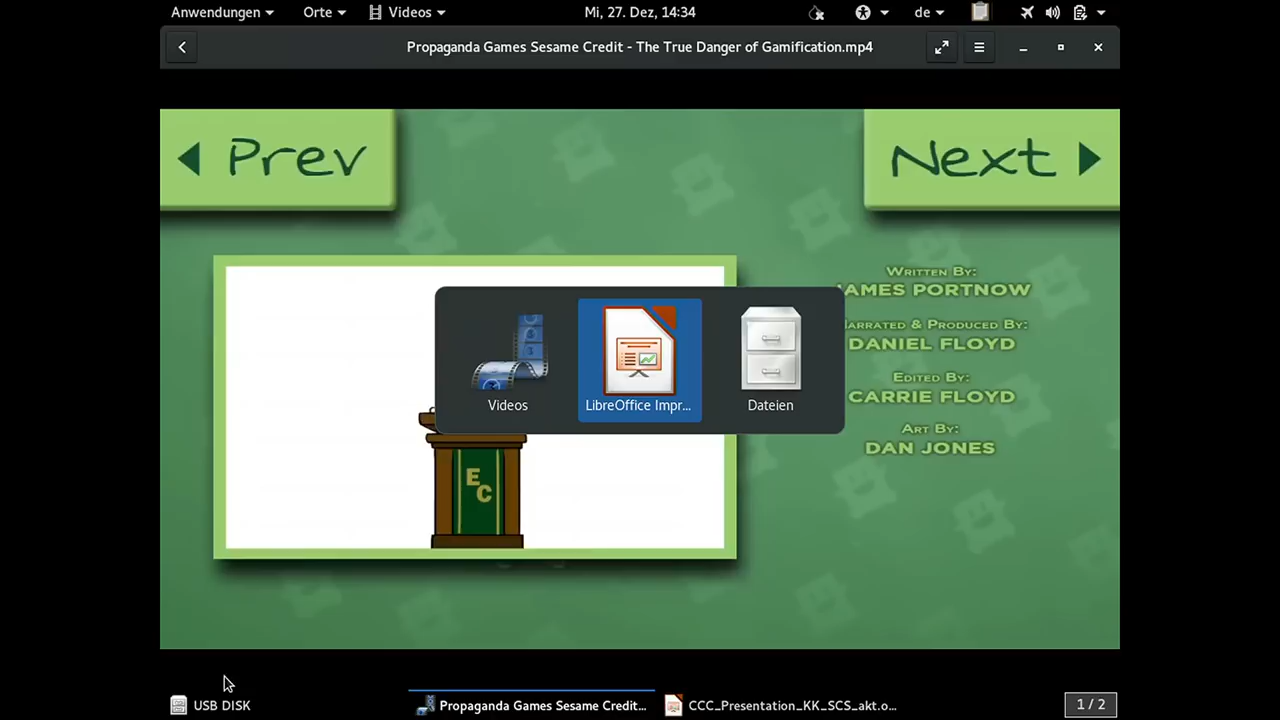 Anwendungen Orte Videos Mi, 27. Dez, 14:34 de
Propaganda Games Sesame Credit - The True Danger of Gamification.mp4
Prev Next
WRITTEN BY:
JAMES PORTNOW
NARRATED & PRODUCED BY:
DANIEL FLOYD
EDITED BY:
CARRIE FLOYD
ART BY:
DAN JONES
Videos LibreOffice Impr... Dateien
E
C
USB DISK Propaganda Games Sesame Credit... CCC_Presentation_KK_SCS_akt.o... 1 / 2